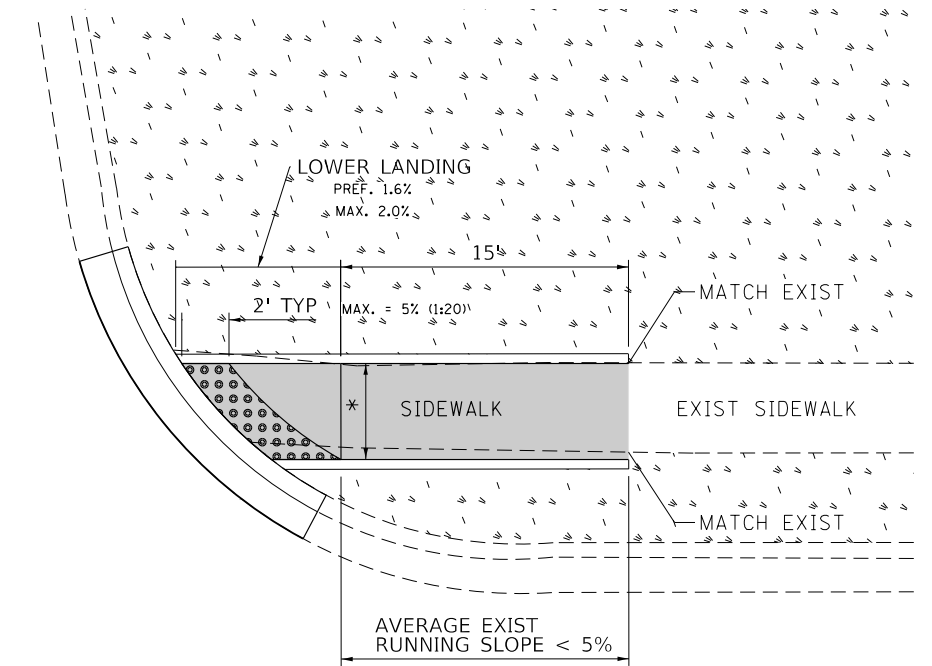 LOWER LANDING
PREF. 1.6%
MAX. 2.0%
15'
2' TYP
MAX. = 5% (1:20)
MATCH EXIST
*
SIDEWALK
EXIST SIDEWALK
MATCH EXIST
AVERAGE EXIST
RUNNING SLOPE < 5%